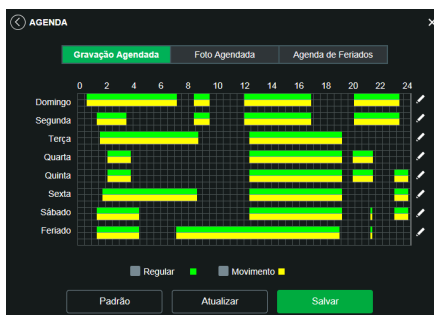 AGENDA
Gravação Agendada Foto Agendada Agenda de Feriados
0 2 4 6 8 10 12 14 16 18 20 22 24
Domingo
Segunda
Terça
Quarta
Quinta
Sexta
Sábado
Feriado
Regular Movimento
Padrão Atualizar Salvar